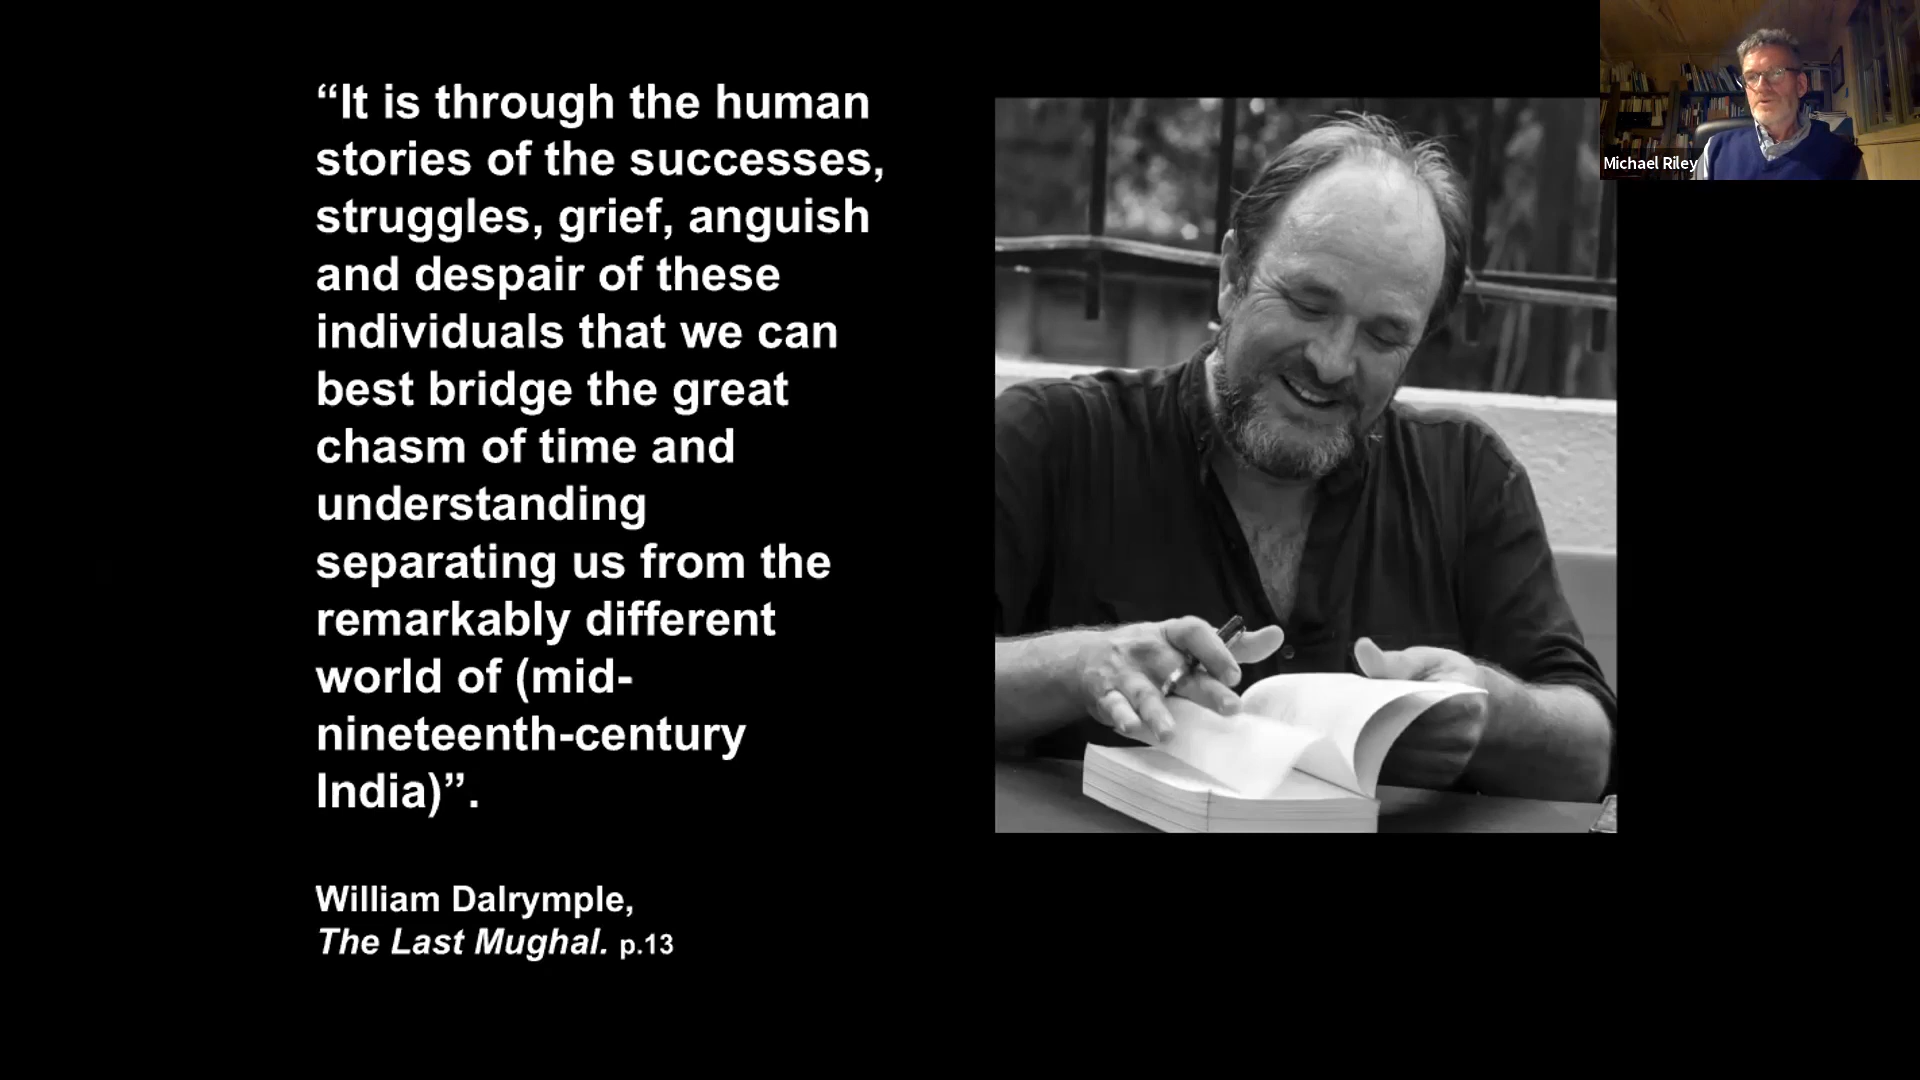 “It is through the human
stories of the successes,
struggles, grief, anguish
and despair of these
individuals that we can
best bridge the great
chasm of time and
understanding
separating us from the
remarkably different
world of (mid-
nineteenth-century
India)”.
William Dalrymple,
The Last Mughal. p.13
Michael Riley